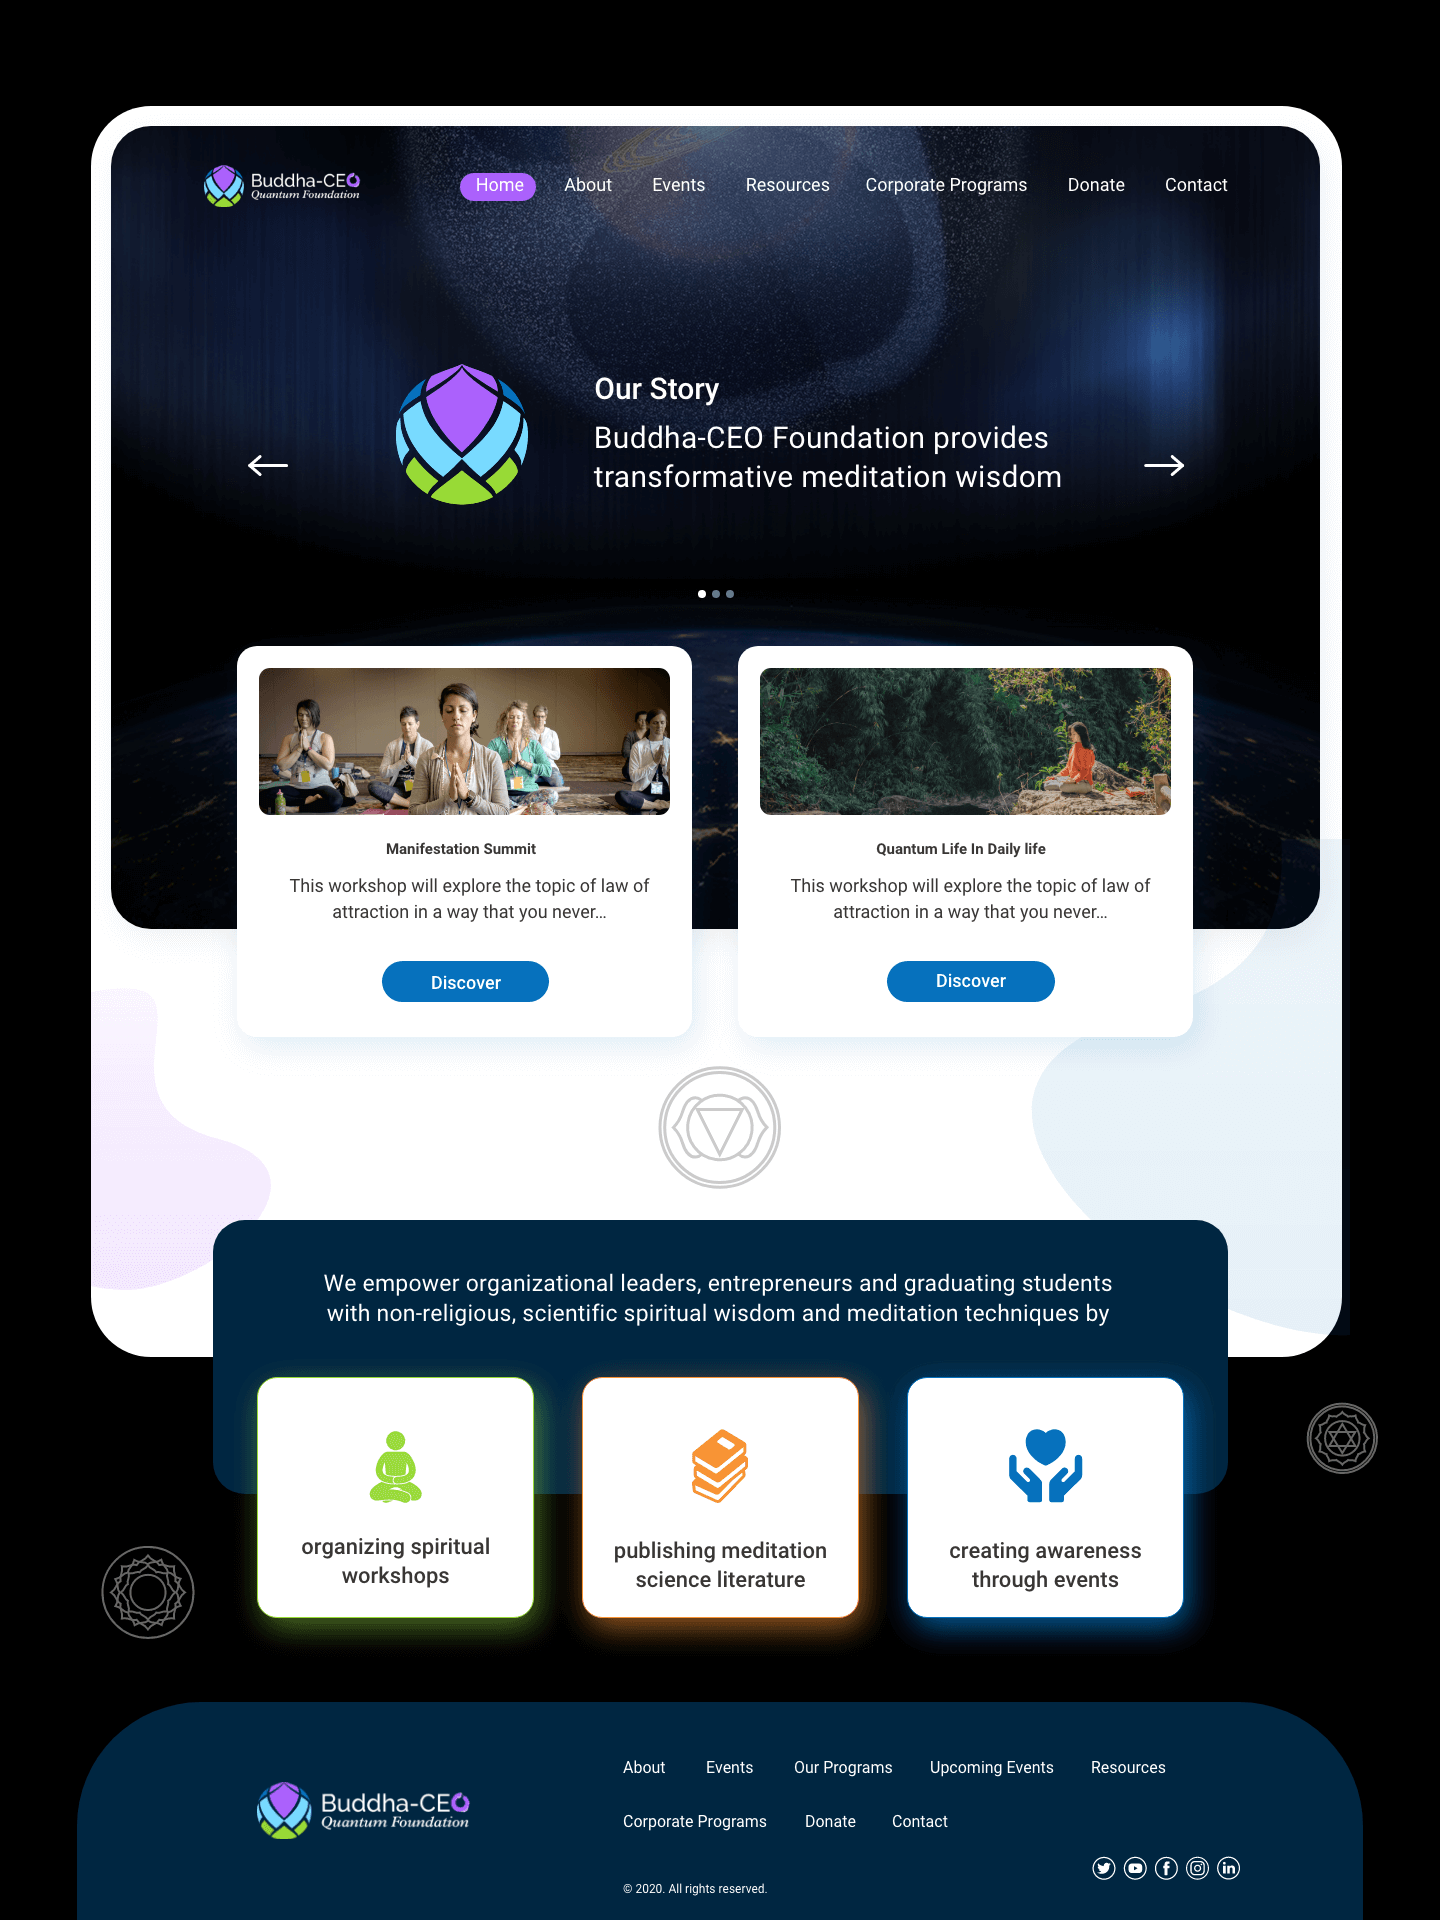 Buddha-CEO
Quantum Foundation
Home About Events Resources Corporate Programs Donate Contact
Our Story
Buddha-CEO Foundation provides
transformative meditation wisdom
Manifestation Summit
This workshop will explore the topic of law of
attraction in a way that you never...
Discover
Quantum Life In Daily life
This workshop will explore the topic of law of
attraction in a way that you never...
Discover
We empower organizational leaders, entrepreneurs and graduating students
with non-religious, scientific spiritual wisdom and meditation techniques by
organizing spiritual
workshops
publishing meditation
science literature
creating awareness
through events
Buddha-CEO
Quantum Foundation
About Events Our Programs Upcoming Events Resources
Corporate Programs Donate Contact
© 2020. All rights reserved.